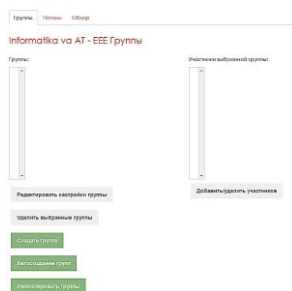 Группы Потоки Обзор
Informatika va AT - EEE Группы
Группы:
Участники выбранной группы:
Редактировать настройки группы
Добавить/удалить участников
Удалить выбранные группы
Создать группу
Автосоздание групп
Импортировать группы